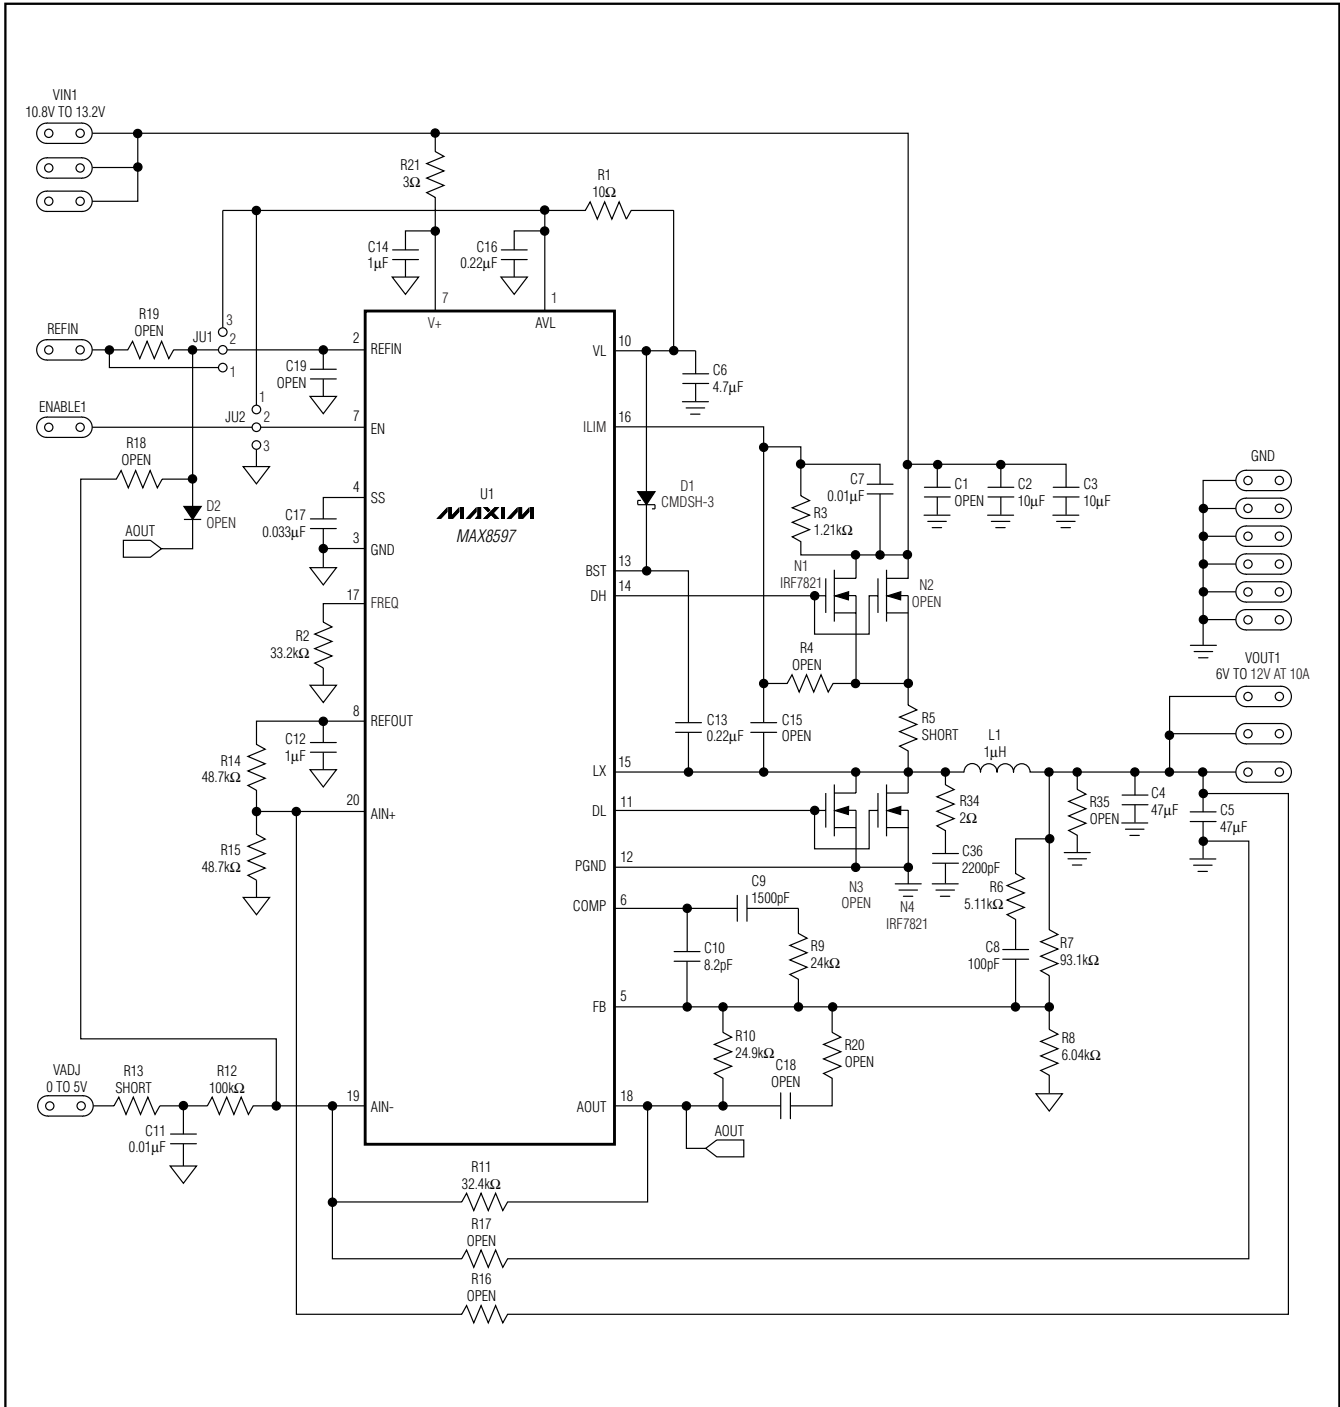 VIN1
10.8V TO 13.2V
R21
3Ω
R1
10Ω
C14
1µF
C16
0.22µF
7
1
V+
AVL
REFIN
R19
OPEN
JU1
3
2
1
2
REFIN
C19
OPEN
10
VL
C6
4.7µF
ENABLE1
JU2
1
2
3
7
EN
16
ILIM
R18
OPEN
D2
OPEN
AOUT
4
SS
C17
0.033µF
3
GND
U1
MAXIM
MAX8597
D1
CMDSH-3
C7
0.01µF
R3
1.21kΩ
C1
OPEN
C2
10µF
C3
10µF
GND
13
BST
14
DH
N1
IRF7821
N2
OPEN
17
FREQ
R2
33.2kΩ
R4
OPEN
VOUT1
6V TO 12V AT 10A
8
REFOUT
C12
1µF
R14
48.7kΩ
C13
0.22µF
C15
OPEN
R5
SHORT
L1
1µH
15
LX
20
AIN+
R15
48.7kΩ
11
DL
R34
2Ω
R35
OPEN
C4
47µF
C5
47µF
12
PGND
C36
2200pF
N3
OPEN
N4
IRF7821
6
COMP
C9
1500pF
R6
5.11kΩ
C10
8.2pF
R9
24kΩ
C8
100pF
R7
93.1kΩ
5
FB
R10
24.9kΩ
C18
OPEN
R20
OPEN
R8
6.04kΩ
VADJ
0 TO 5V
R13
SHORT
R12
100kΩ
C11
0.01µF
19
AIN-
18
AOUT
AOUT
R11
32.4kΩ
R17
OPEN
R16
OPEN